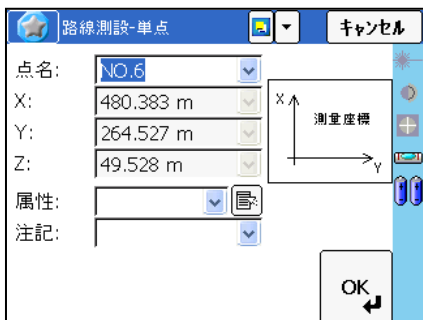 路線測設-単点
キャンセル
点名: NO.6
X: 480.383 m
Y: 264.527 m
Z: 49.528 m
属性:
注記:
X
測量座標
Y
OK